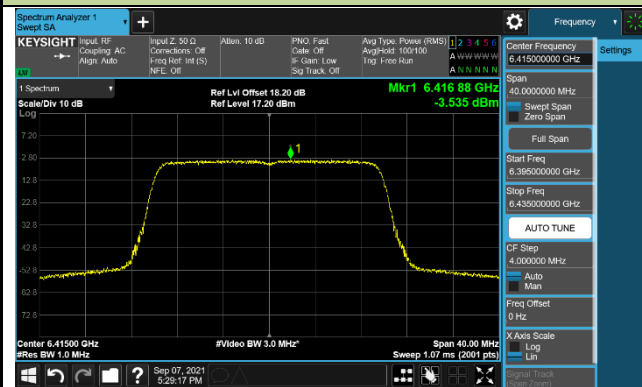 Spectrum Analyzer 1
Swept SA
+
Frequency
KEYSIGHT
Input: RF
Coupling: AC
Align: Auto
Input Z: 50 Ω
Corrections: Off
Freq Ref: Int (S)
NFE: Off
Atten: 10 dB
PNO: Fast
Gate: Off
IF Gain: Low
Sig Track: Off
Avg Type: Power (RMS)
Avg|Hold: 100/100
Trig: Free Run
1 2 3 4 5 6
A W W W W W
A N N N N N
LXI
1 Spectrum
Scale/Div 10 dB
Log
Ref Lvl Offset 18.20 dB
Ref Level 17.20 dBm
Mkr1 6.416 88 GHz
-3.535 dBm
7.20
-2.80
-12.8
-22.8
-32.8
-42.8
-52.8
-62.8
-72.8
1
Center 6.41500 GHz
#Res BW 1.0 MHz
#Video BW 3.0 MHz*
Span 40.00 MHz
Sweep 1.07 ms (2001 pts)
Center Frequency
6.415000000 GHz
Settings
Span
40.0000000 MHz
Swept Span
Zero Span
Full Span
Start Freq
6.395000000 GHz
Stop Freq
6.435000000 GHz
AUTO TUNE
CF Step
4.000000 MHz
Auto
Man
Freq Offset
0 Hz
X Axis Scale
Log
Lin
Signal Track
(Span Zoom)
?
Sep 07, 2021
5:29:17 PM